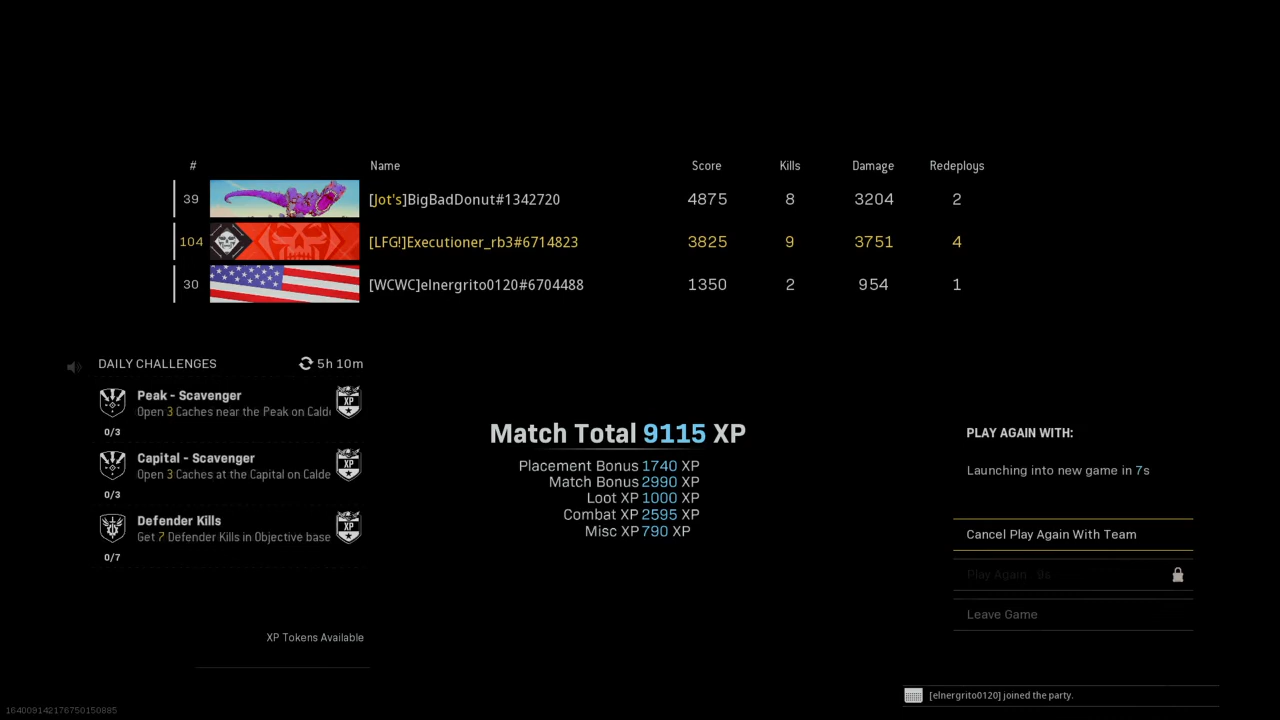 # Name Score Kills Damage Redeploys
39 [Jot's]BigBadDonut#1342720 4875 8 3204 2
104 [LFG!]Executioner_rb3#6714823 3825 9 3751 4
30 [WCWC]elnergrito0120#6704488 1350 2 954 1
DAILY CHALLENGES 5h 10m
Peak - Scavenger
Open 3 Caches near the Peak on Calde
XP
0/3
Capital - Scavenger
Open 3 Caches at the Capital on Calde
XP
0/3
Defender Kills
Get 7 Defender Kills in Objective base
XP
0/7
XP Tokens Available
Match Total 9115 XP
Placement Bonus 1740 XP
Match Bonus 2990 XP
Loot XP 1000 XP
Combat XP 2595 XP
Misc XP 790 XP
PLAY AGAIN WITH:
Launching into new game in 7s
Cancel Play Again With Team
Play Again 9s
Leave Game
[elnergrito0120] joined the party.